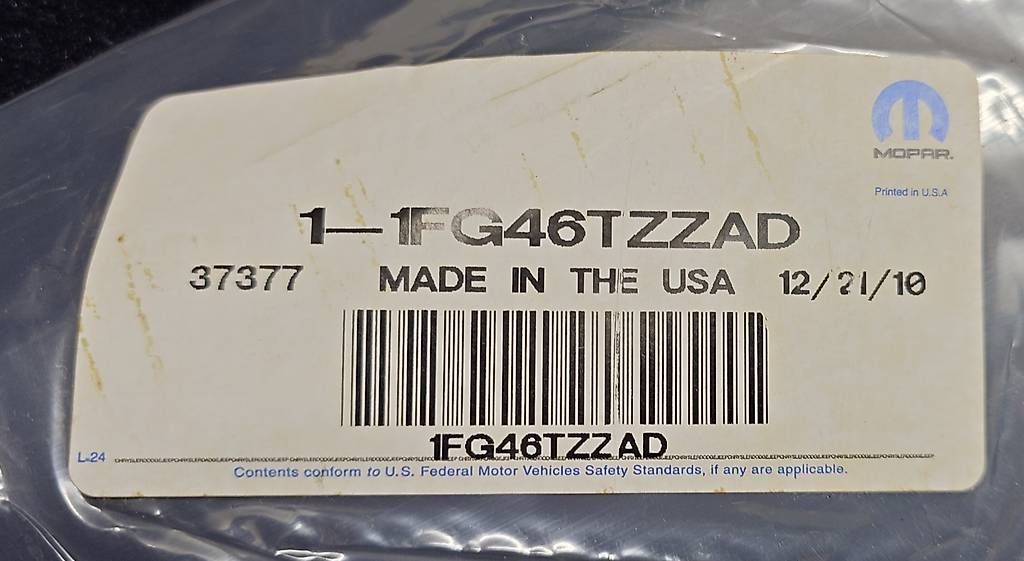 MOPAR.
Printed in U.S.A
1—1FG46TZZAD
37377 MADE IN THE USA 12/21/10
1FG46TZZAD
L-24
Contents conform to U.S. Federal Motor Vehicles Safety Standards, if any are applicable.